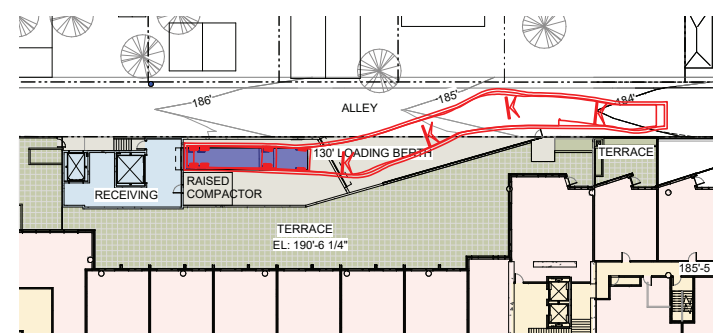 186'
185'
184'
ALLEY
130' LOADING BERTH
TERRACE
RECEIVING
RAISED
COMPACTOR
TERRACE
EL: 190'-6 1/4"
185'-5